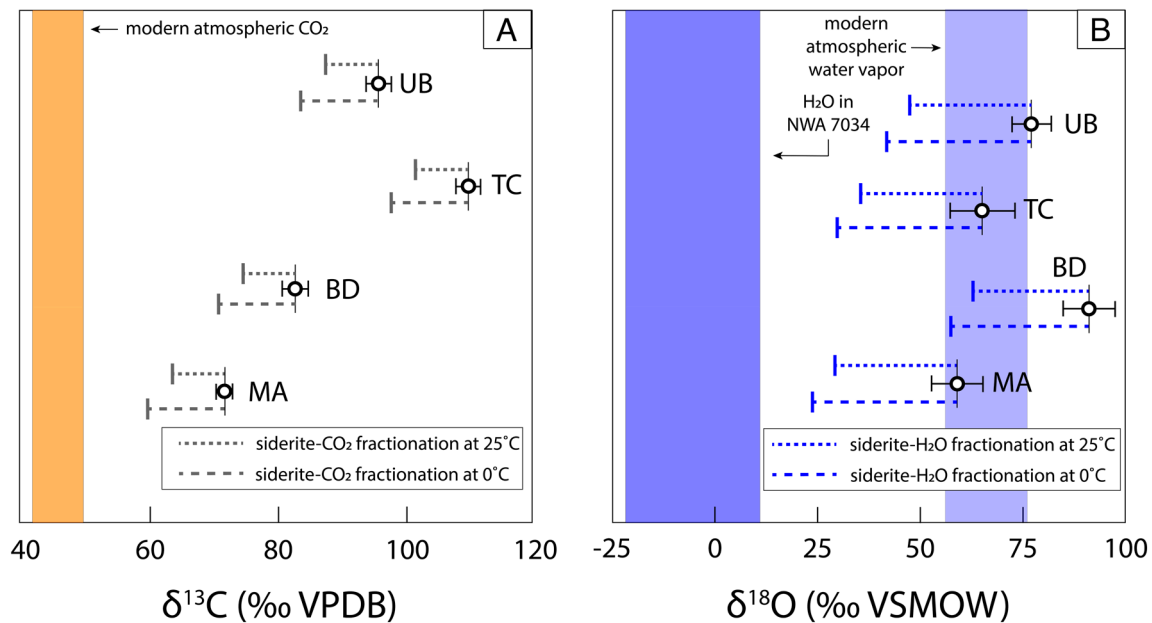 A
modern atmospheric CO₂
UB
TC
BD
MA
siderite-CO₂ fractionation at 25˚C
siderite-CO₂ fractionation at 0˚C
40 60 80 100 120
δ¹³C (‰ VPDB)
B
modern
atmospheric
water vapor
H₂O in
NWA 7034
UB
TC
BD
MA
siderite-H₂O fractionation at 25˚C
siderite-H₂O fractionation at 0˚C
-25 0 25 50 75 100
δ¹⁸O (‰ VSMOW)